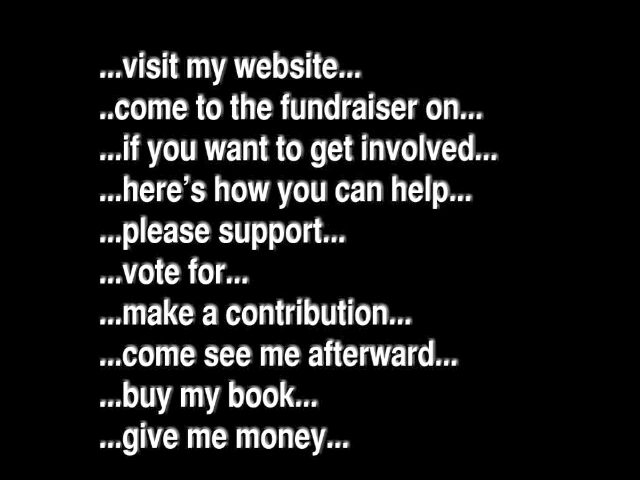 ...visit my website...
..come to the fundraiser on...
...if you want to get involved...
...here’s how you can help...
...please support...
...vote for...
...make a contribution...
...come see me afterward...
...buy my book...
...give me money...